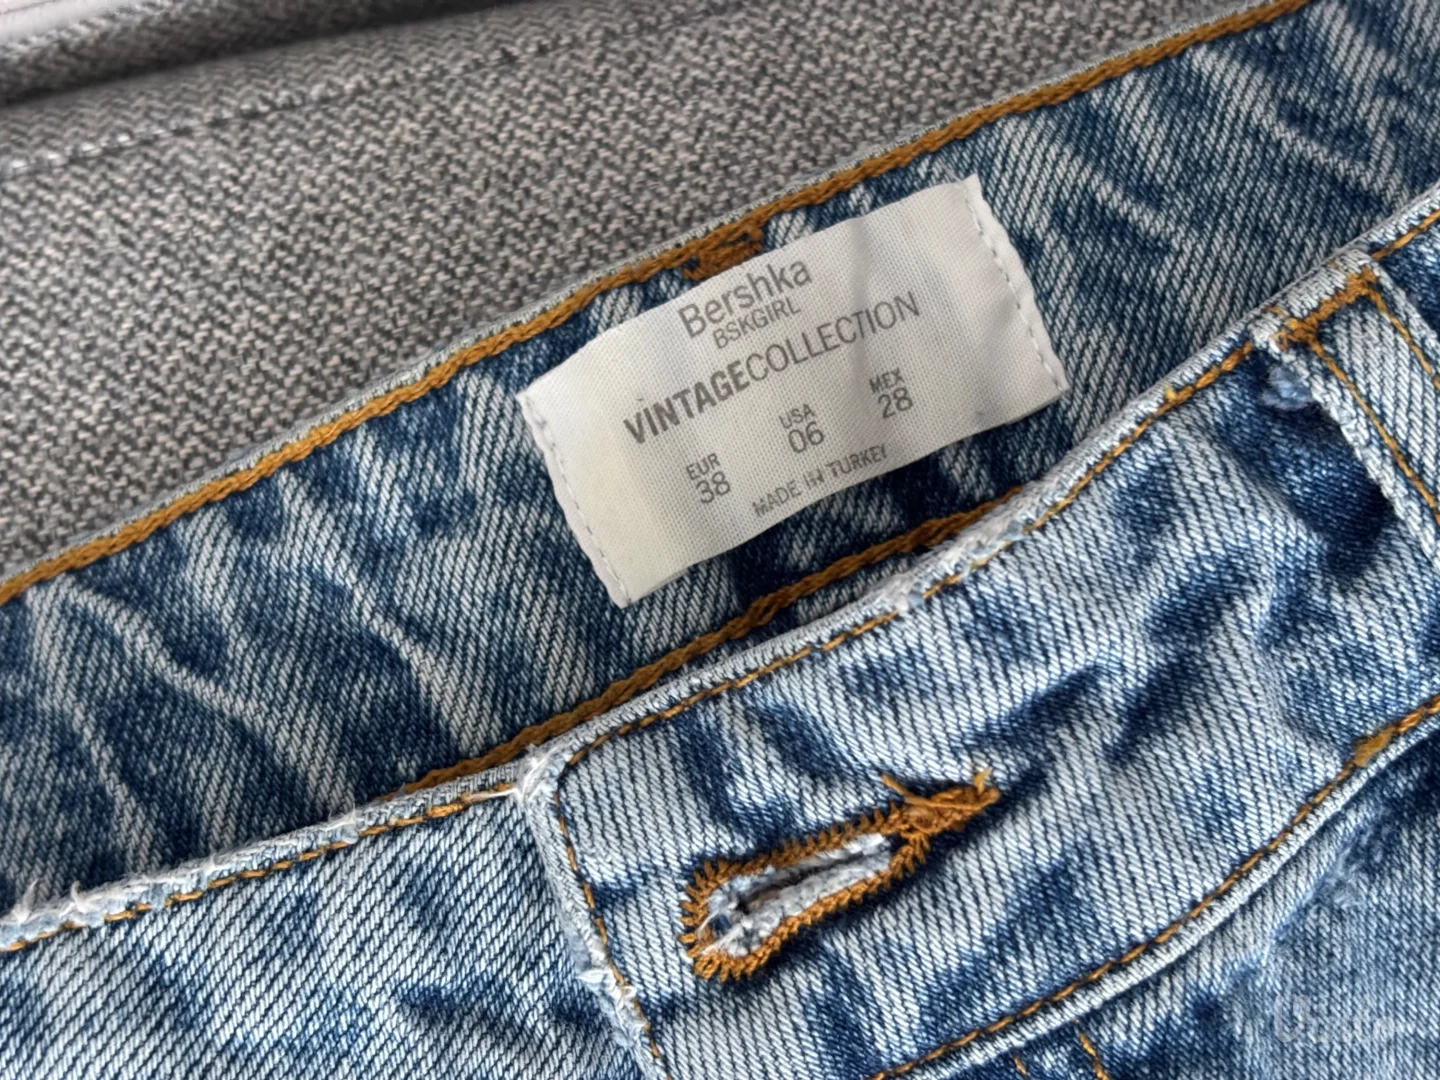 Bershka
BSKGIRL
VINTAGECOLLECTION
EUR USA MEX
38 06 28
MADE IN TURKEY